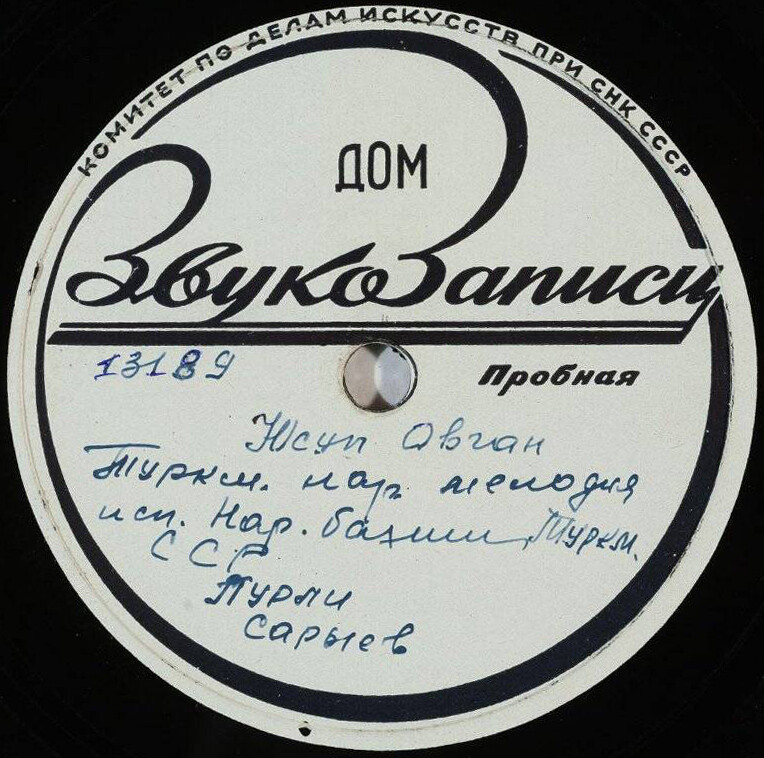 КОМИТЕТ ПО ДЕЛАМ ИСКУССТВ ПРИ СНК СССР
ДОМ
ЗвукоЗаписи
13189
Пробная
Юсуп Овган
Туркм. нар. мелодия
исп. Нар. бахши Туркм.
ССР
Пурли
Сарыев